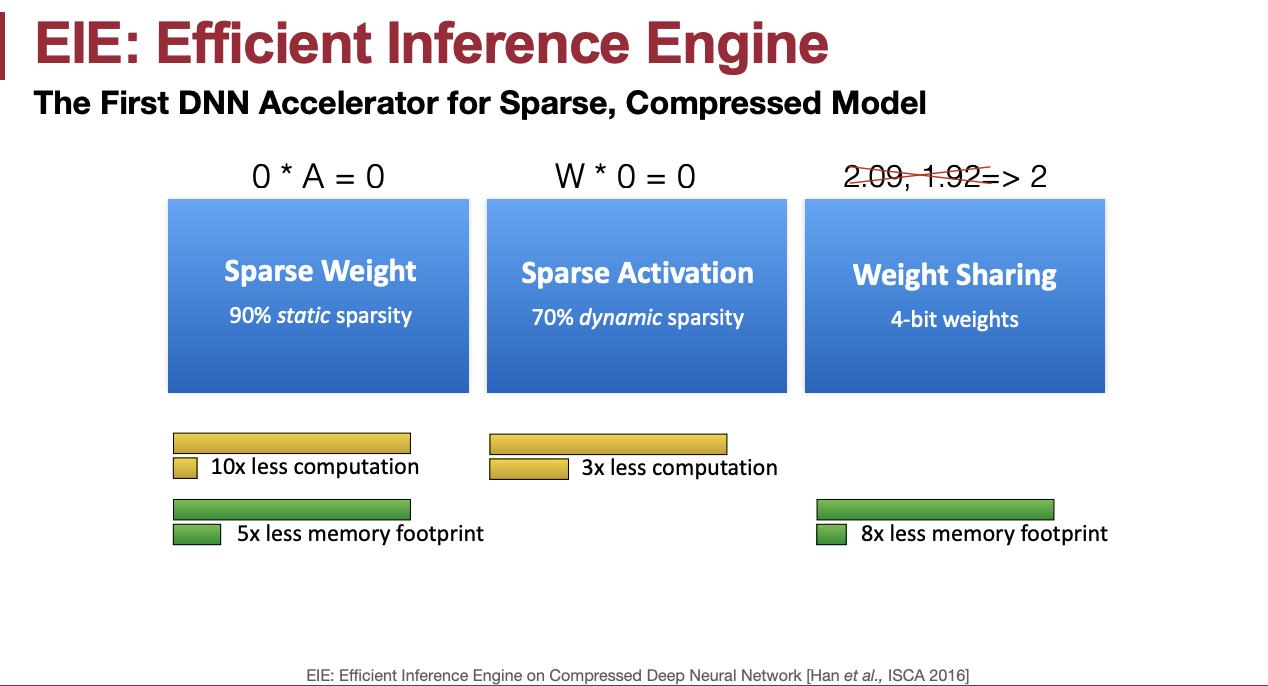 EIE: Efficient Inference Engine
The First DNN Accelerator for Sparse, Compressed Model
0 * A = 0
W * 0 = 0
2.09, 1.92=> 2
Sparse Weight
90% static sparsity
Sparse Activation
70% dynamic sparsity
Weight Sharing
4-bit weights
10x less computation
3x less computation
5x less memory footprint
8x less memory footprint
EIE: Efficient Inference Engine on Compressed Deep Neural Network [Han et al., ISCA 2016]